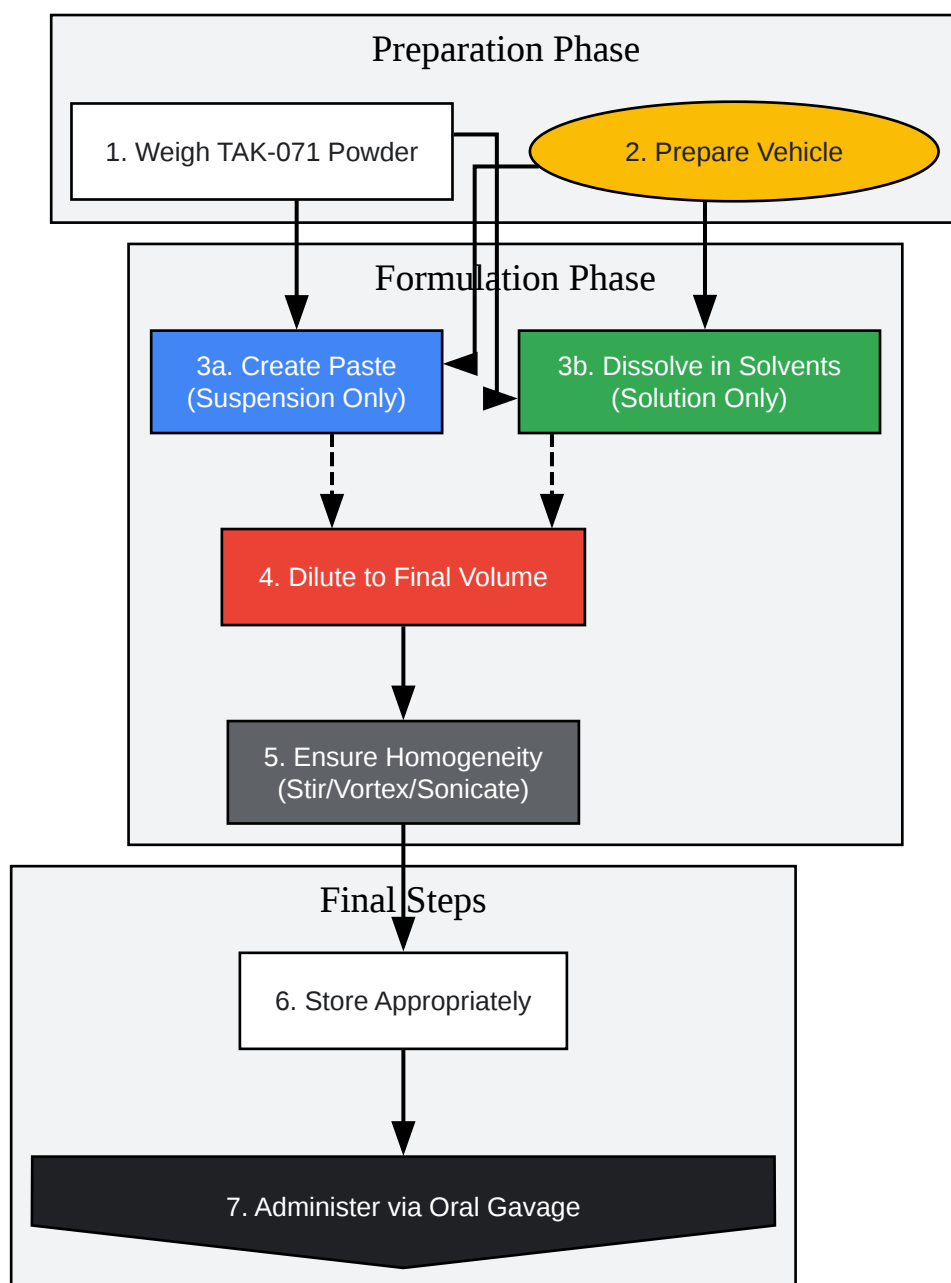 Preparation Phase
1. Weigh TAK-071 Powder
2. Prepare Vehicle
Formulation Phase
3a. Create Paste
(Suspension Only)
3b. Dissolve in Solvents
(Solution Only)
4. Dilute to Final Volume
5. Ensure Homogeneity
(Stir/Vortex/Sonicate)
Final Steps
6. Store Appropriately
7. Administer via Oral Gavage